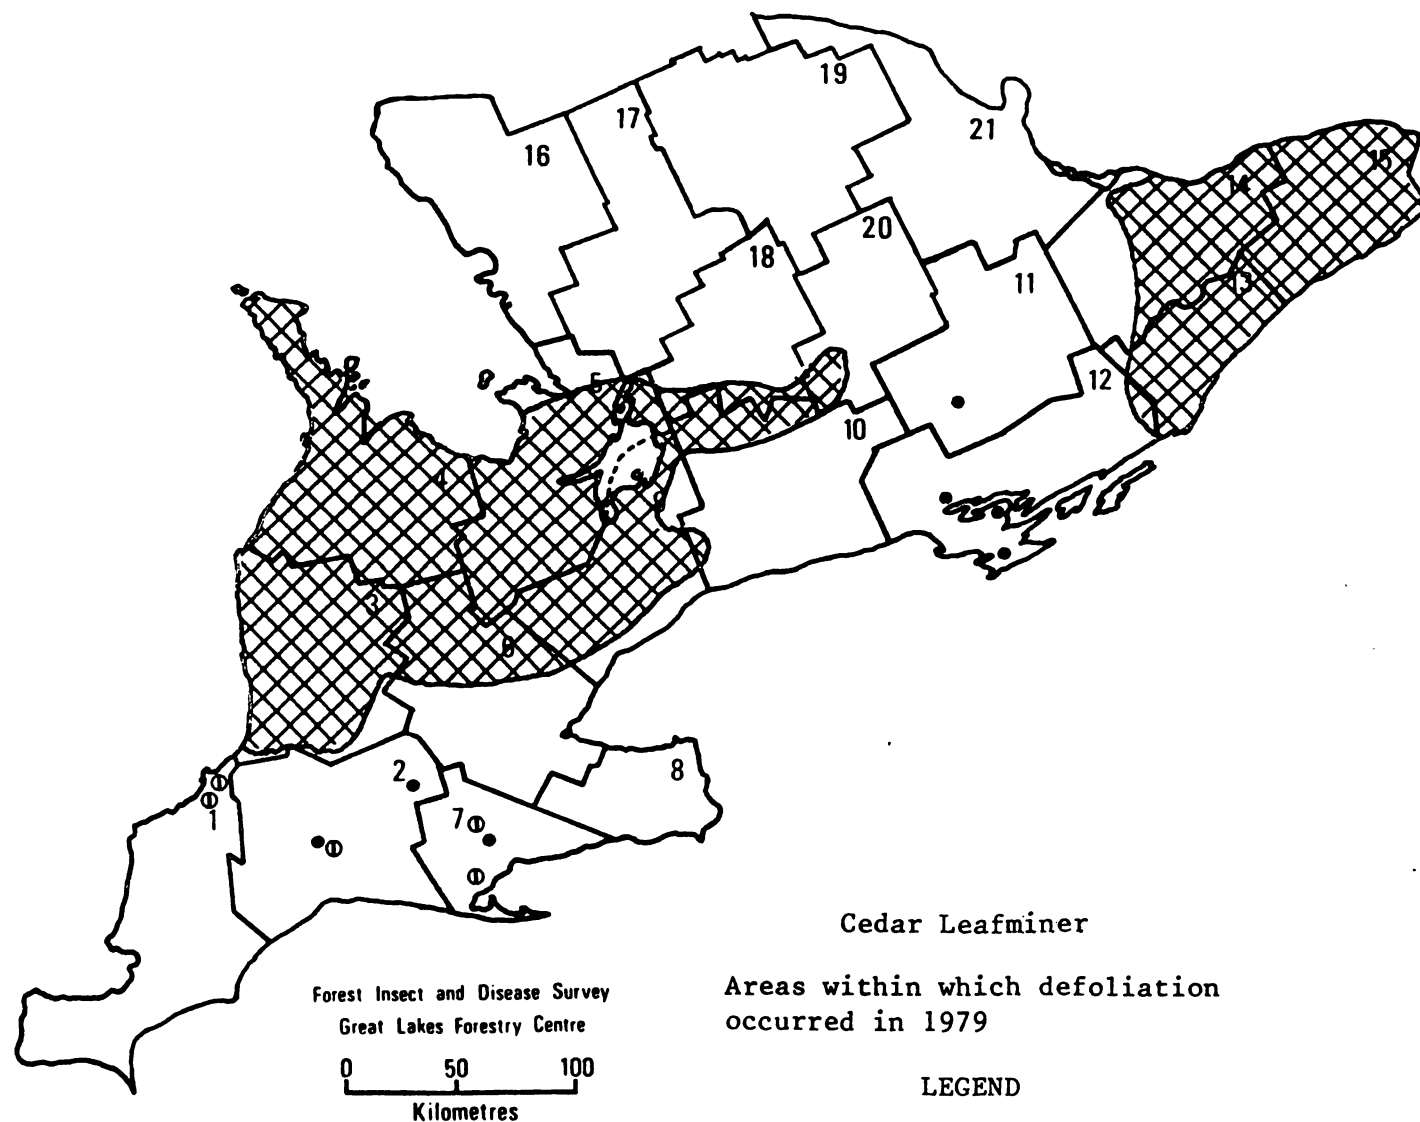 19
17
21
16
15
14
20
18
11
13
5
12
10
4
9
3
6
2
8
7
1
Cedar Leafminer
Areas within which defoliation
occurred in 1979
LEGEND
Forest Insect and Disease Survey
Great Lakes Forestry Centre
0 50 100
Kilometres